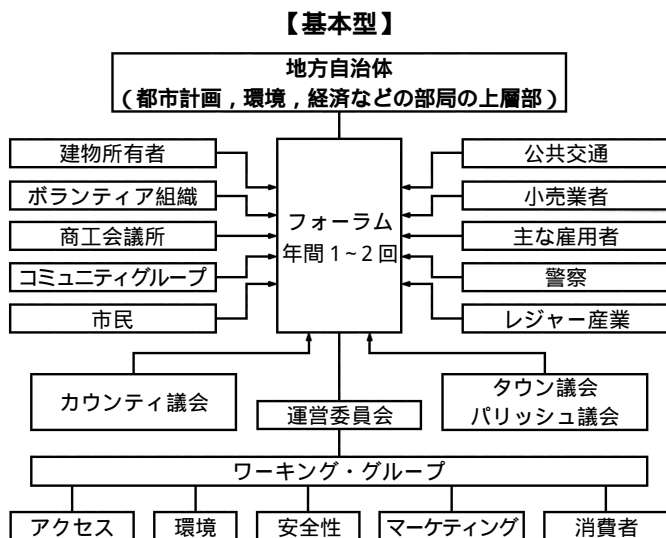 【基本型】
地方自治体
（都市計画，環境，経済などの部局の上層部）
建物所有者
ボランティア組織
商工会議所
コミュニティグループ
市民
フォーラム
年間1~2回
公共交通
小売業者
主な雇用者
警察
レジャー産業
カウンティ議会
運営委員会
タウン議会
パリッシュ議会
ワーキング・グループ
アクセス
環境
安全性
マーケティング
消費者